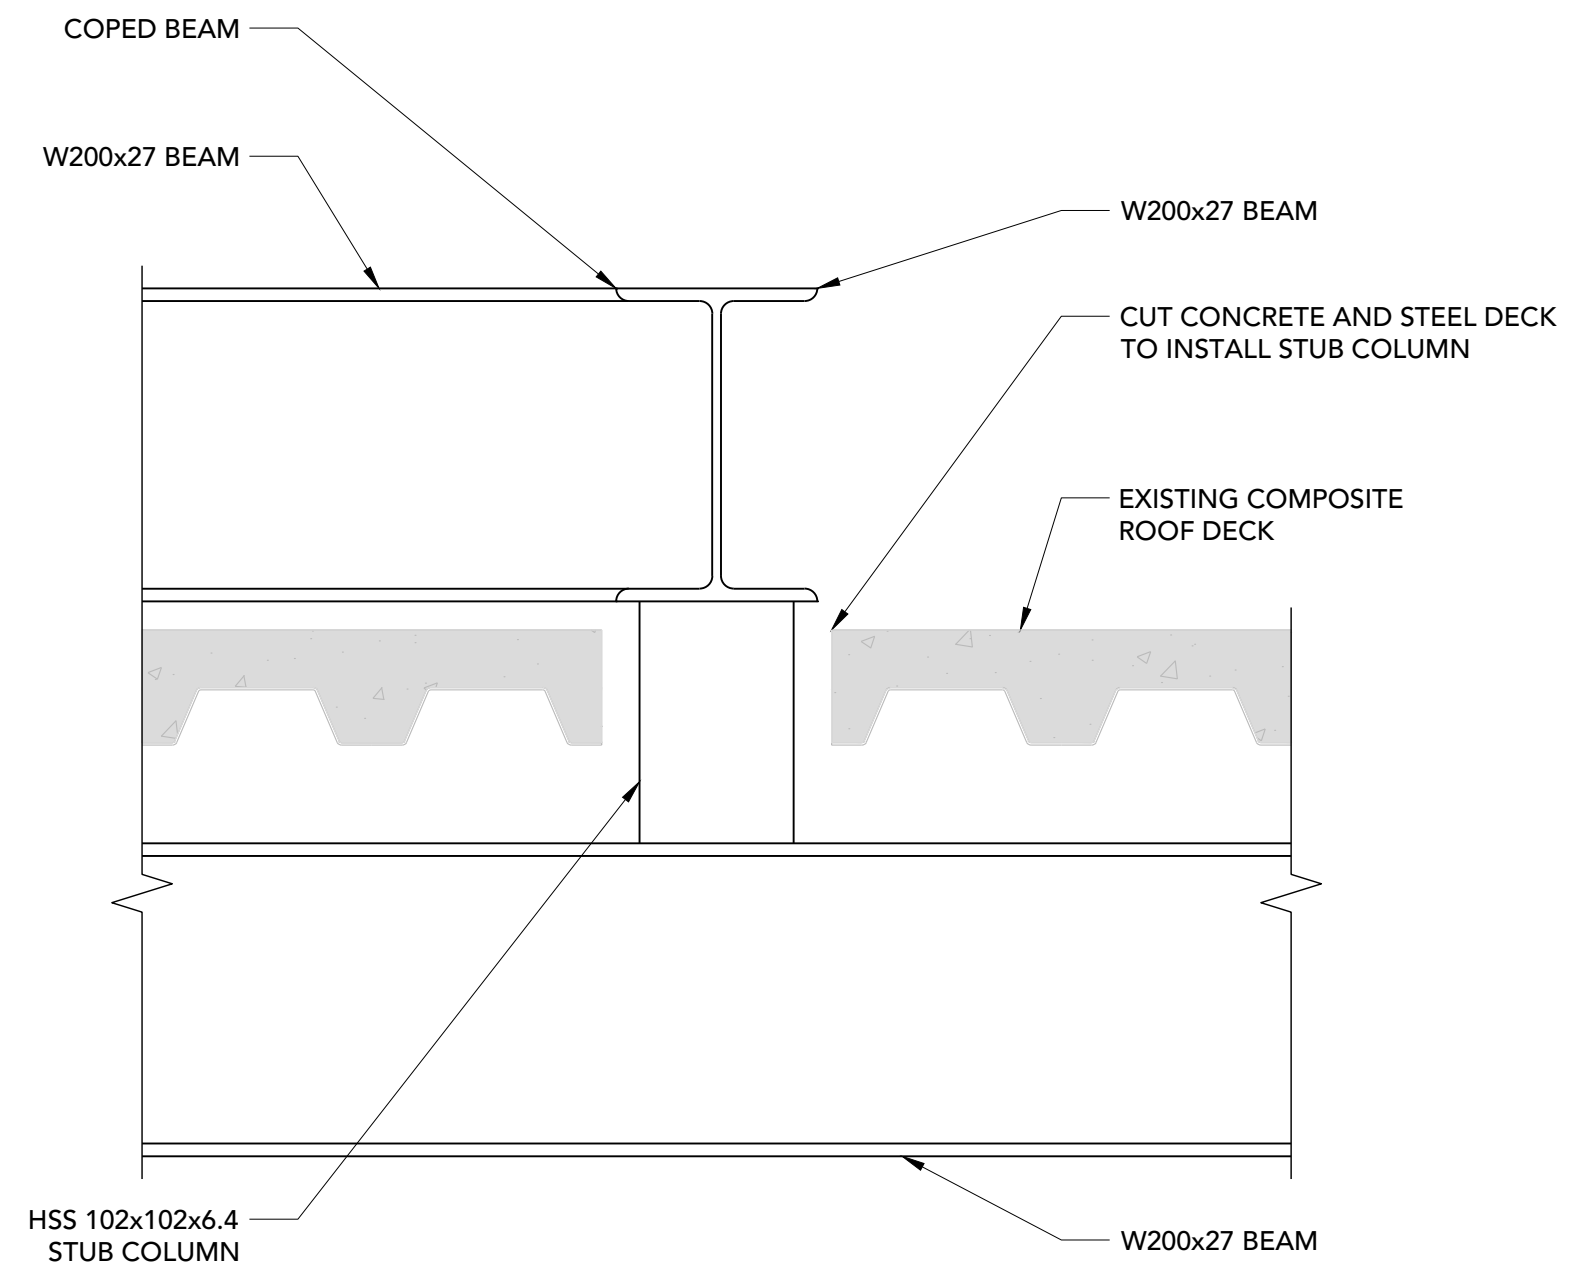 COPED BEAM
W200x27 BEAM
W200x27 BEAM
CUT CONCRETE AND STEEL DECK
TO INSTALL STUB COLUMN
EXISTING COMPOSITE
ROOF DECK
HSS 102x102x6.4
STUB COLUMN
W200x27 BEAM